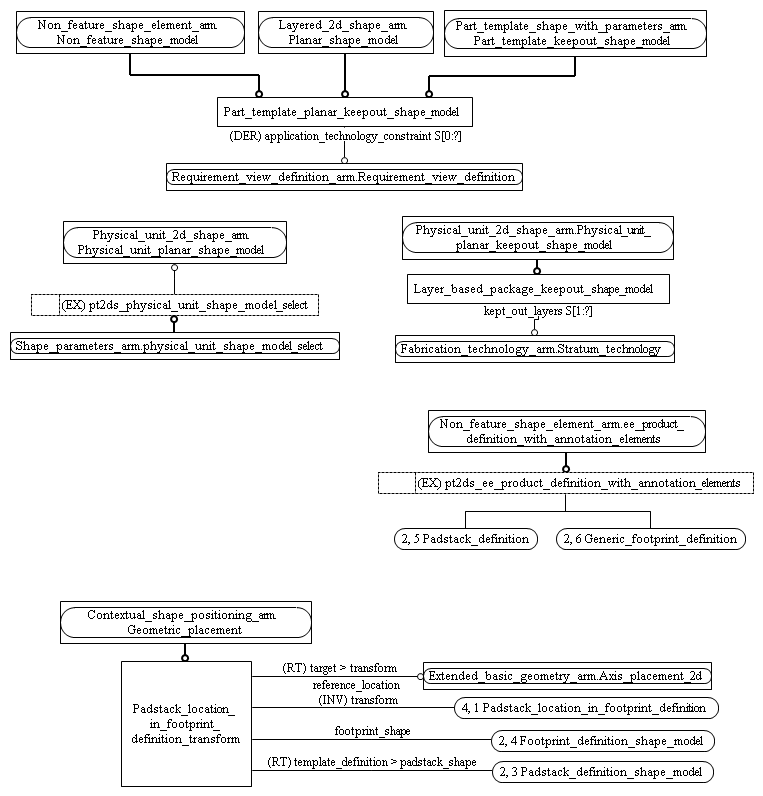 Non_feature_shape_element_arm.
Non_feature_shape_model
Layered_2d_shape_arm.
Planar_shape_model
Part_template_shape_with_parameters_arm.
Part_template_keepout_shape_model
Part_template_planar_keepout_shape_model
(DER) application_technology_constraint S[0:?]
Requirement_view_definition_arm.Requirement_view_definition
Physical_unit_2d_shape_arm.
Physical_unit_planar_shape_model
(EX) pt2ds_physical_unit_shape_model_select
Shape_parameters_arm.physical_unit_shape_model_select
Physical_unit_2d_shape_arm.Physical_unit_
planar_keepout_shape_model
Layer_based_package_keepout_shape_model
kept_out_layers S[1:?]
Fabrication_technology_arm.Stratum_technology
Non_feature_shape_element_arm.ee_product_
definition_with_annotation_elements
(EX) pt2ds_ee_product_definition_with_annotation_elements
2, 5 Padstack_definition
2, 6 Generic_footprint_definition
Contextual_shape_positioning_arm.
Geometric_placement
Padstack_location_
in_footprint_
definition_transform
(RT) target > transform
reference_location
Extended_basic_geometry_arm.Axis_placement_2d
(INV) transform
4, 1 Padstack_location_in_footprint_definition
footprint_shape
2, 4 Footprint_definition_shape_model
(RT) template_definition > padstack_shape
2, 3 Padstack_definition_shape_model